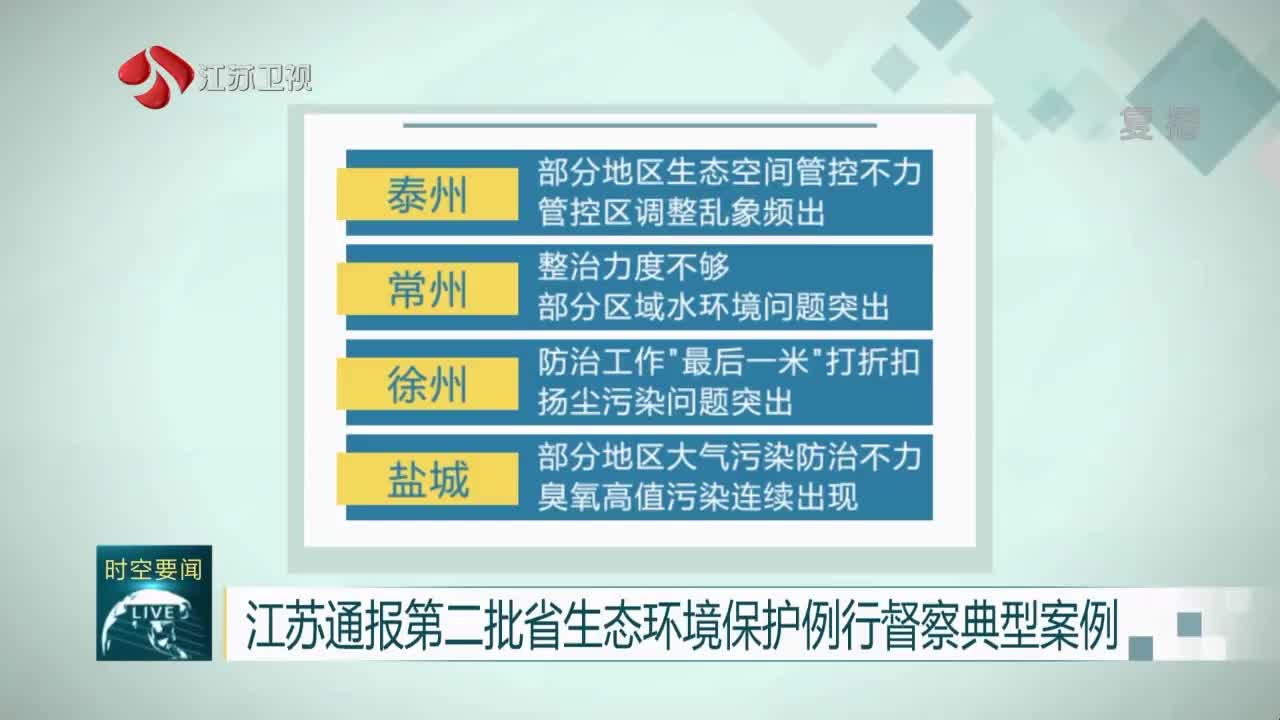 江苏卫视
复播
泰州
部分地区生态空间管控不力
管控区调整乱象频出
常州
整治力度不够
部分区域水环境问题突出
徐州
防治工作"最后一米"打折扣
扬尘污染问题突出
盐城
部分地区大气污染防治不力
臭氧高值污染连续出现
时空要闻
LIVE
江苏通报第二批省生态环境保护例行督察典型案例